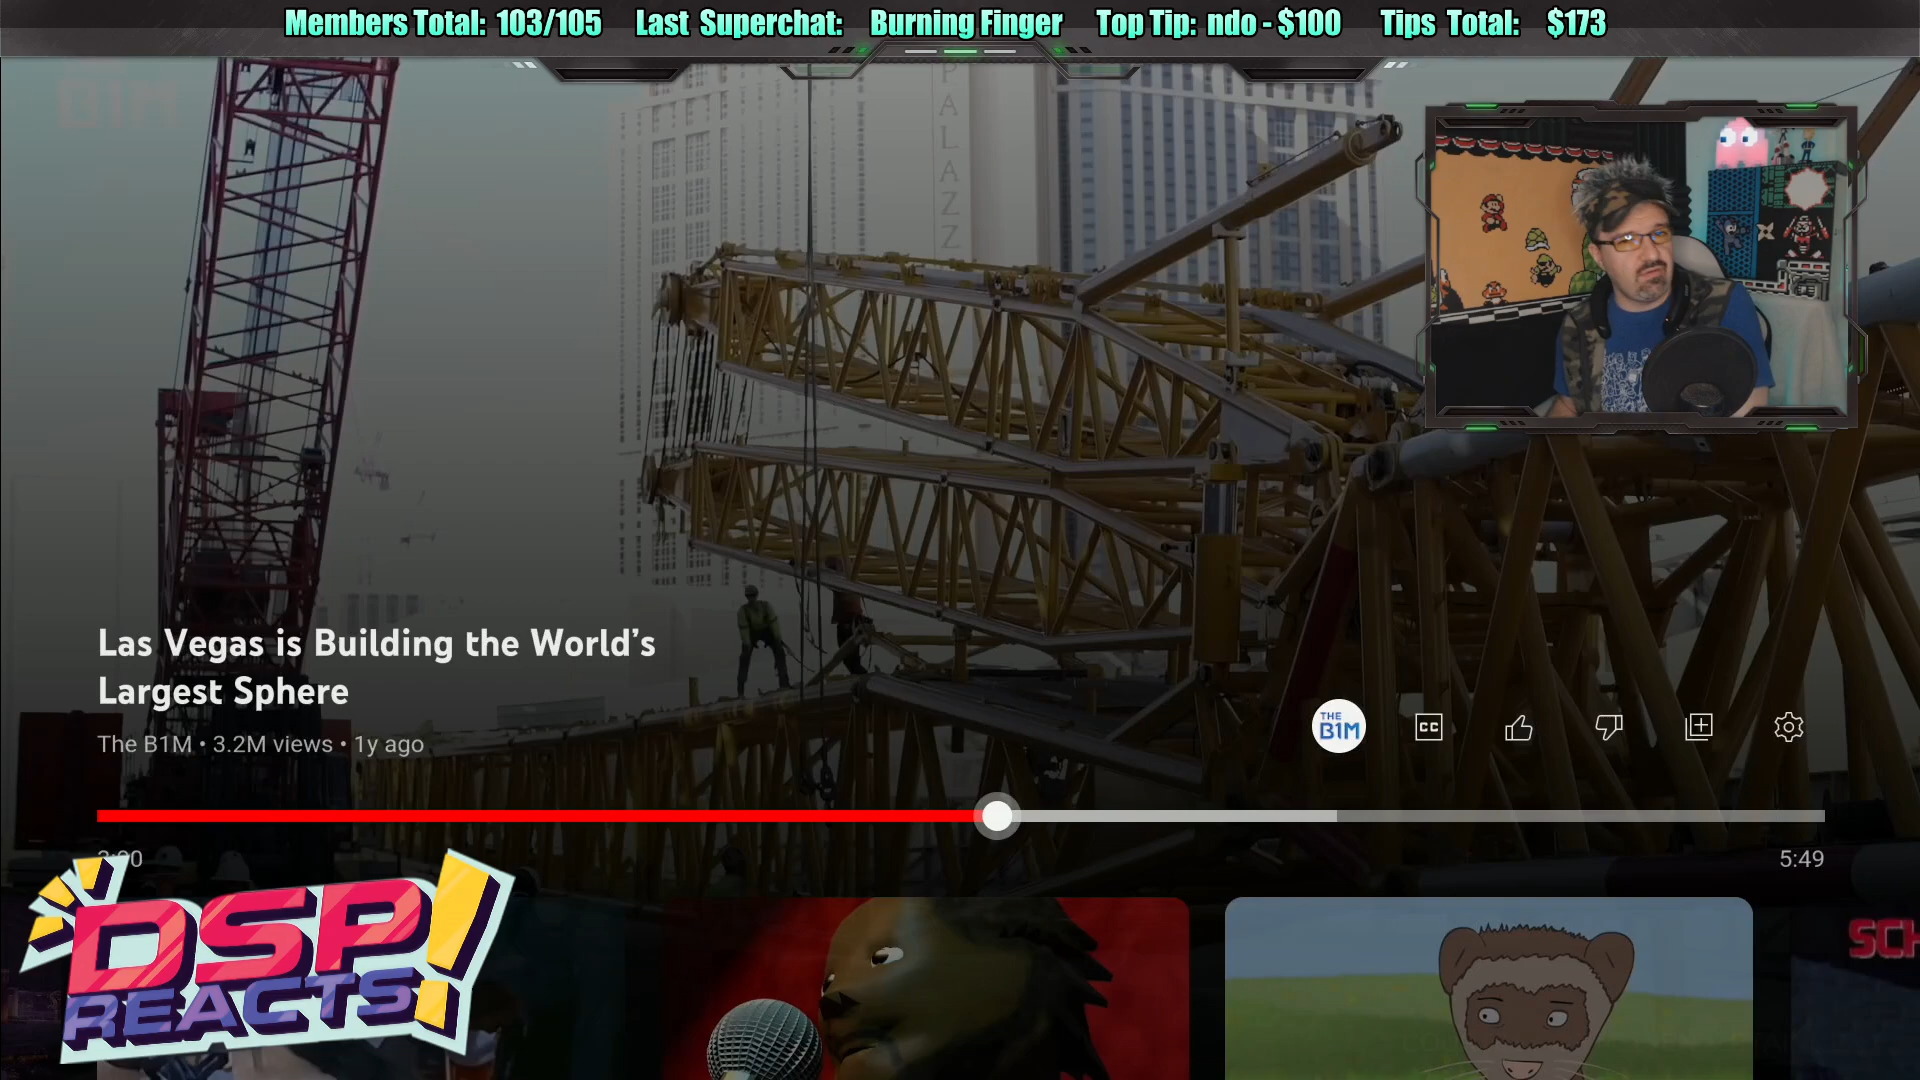 Members Total: 103/105 Last Superchat: Burning Finger Top Tip: ndo - $100 Tips Total: $173
B1M
PALAZZ
Las Vegas is Building the World's
Largest Sphere
The B1M • 3.2M views • 1y ago
THE
B1M
CC
5:49
DSP
REACTS!
SCH